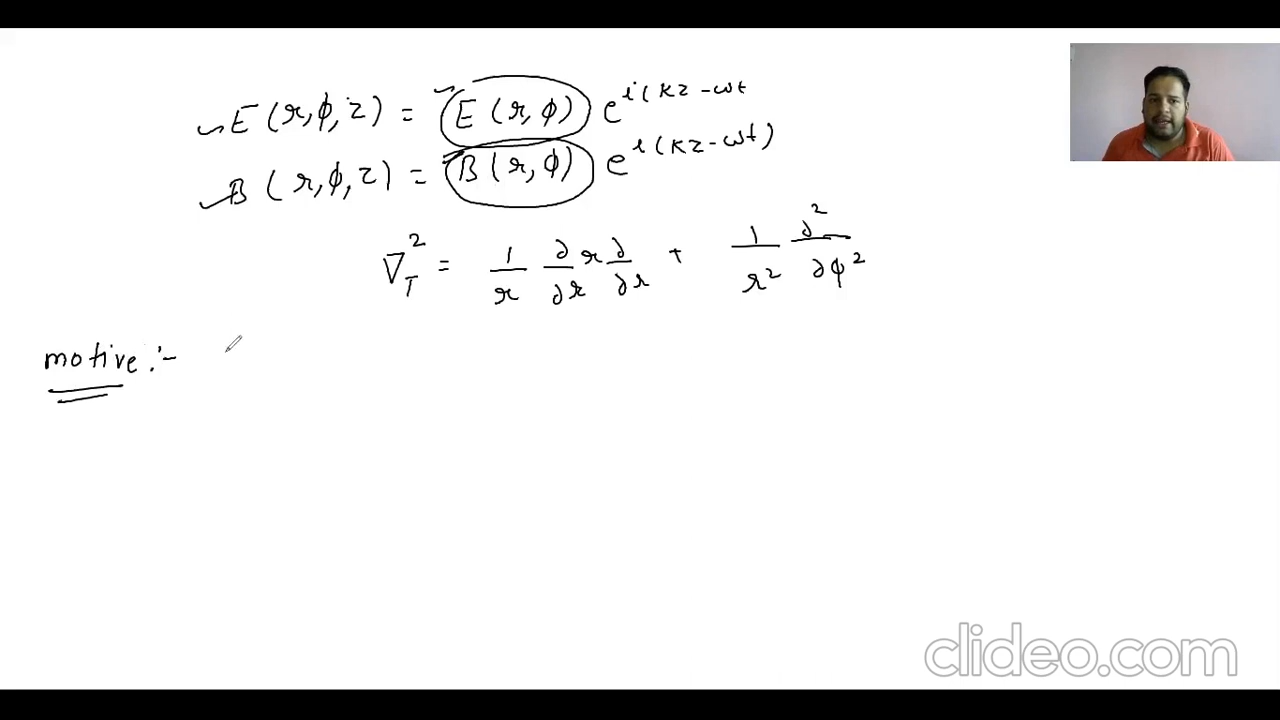 E (r,φ,z) = E (r,φ) e^i(kz-ωt
B (r,φ,z) = B (r,φ) e^i(kz-ωt)
∇_T^2 = 1/r ∂/∂r r ∂/∂r + 1/r^2 ∂^2/∂φ^2
motive :-
clideo.com